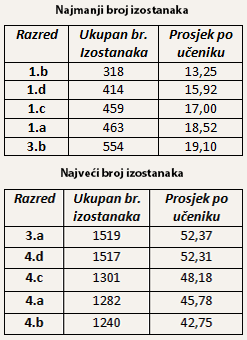 Najmanji broj izostanaka
Razred Ukupan br. Izostanaka Prosjek po učeniku
1.b 318 13,25
1.d 414 15,92
1.c 459 17,00
1.a 463 18,52
3.b 554 19,10
Najveći broj izostanaka
Razred Ukupan br. izostanaka Prosjek po učeniku
3.a 1519 52,37
4.d 1517 52,31
4.c 1301 48,18
4.a 1282 45,78
4.b 1240 42,75